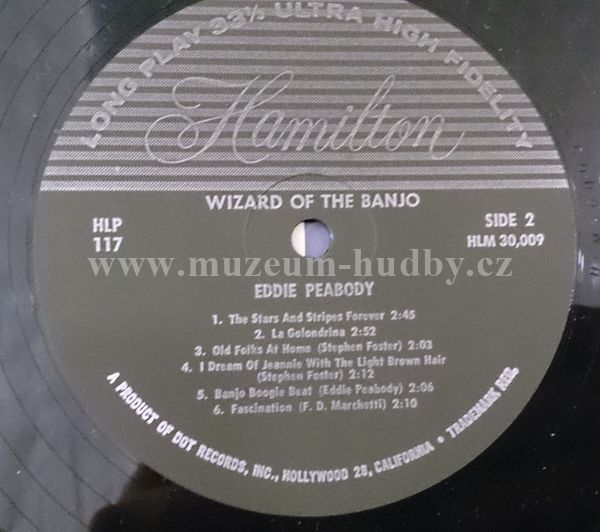 LONG PLAY 33⅓ ULTRA HIGH FIDELITY
Hamilton
WIZARD OF THE BANJO
HLP
117
SIDE 2
HLM 30,009
www.muzeum-hudby.cz
EDDIE PEABODY
1. The Stars And Stripes Forever 2:45
2. La Golondrina 2:52
3. Old Folks At Home (Stephen Foster) 2:03
4. I Dream Of Jeannie With The Light Brown Hair
(Stephen Foster) 2:12
5. Banjo Boogie Beat (Eddie Peabody) 2:06
6. Fascination (F. D. Marchetti) 2:10
A PRODUCT OF DOT RECORDS, INC., HOLLYWOOD 28, CALIFORNIA • TRADEMARK REG.